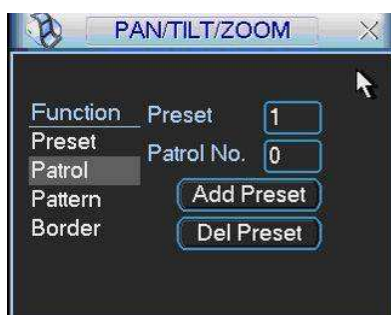 PAN/TILT/ZOOM
Function
Preset
Patrol
Pattern
Border
Preset 1
Patrol No. 0
Add Preset
Del Preset